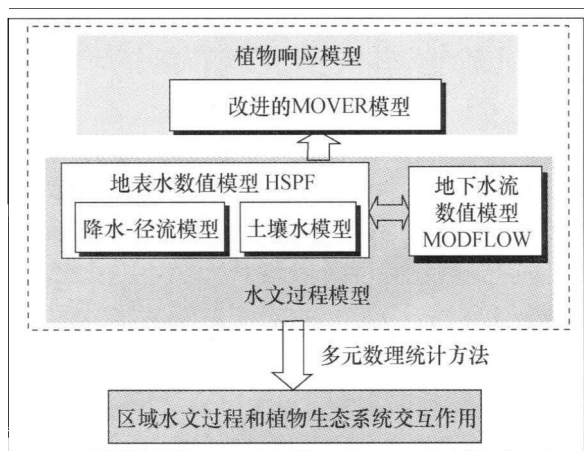 植物响应模型
改进的MOVER模型
地表水数值模型 HSPF
降水-径流模型
土壤水模型
地下水流
数值模型
MODFLOW
水文过程模型
多元数理统计方法
区域水文过程和植物生态系统交互作用